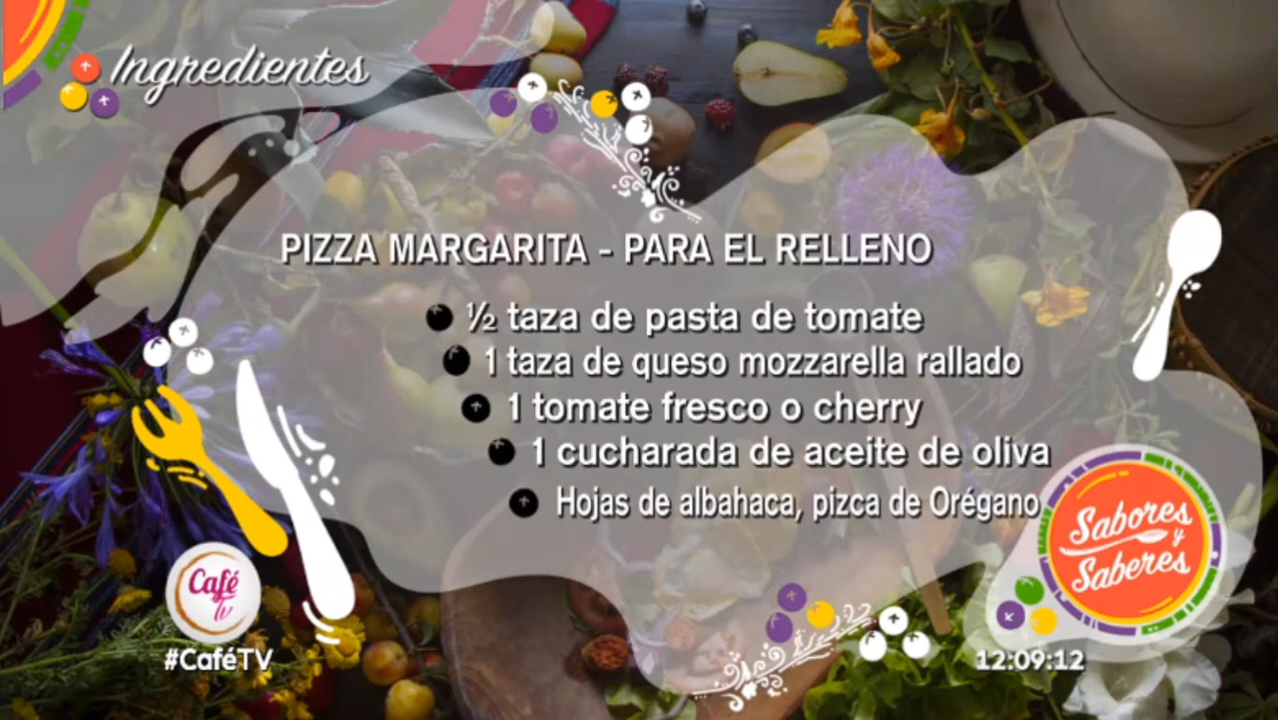 Ingredientes
PIZZA MARGARITA - PARA EL RELLENO
½ taza de pasta de tomate
1 taza de queso mozzarella rallado
1 tomate fresco o cherry
1 cucharada de aceite de oliva
Hojas de albahaca, pizca de Orégano
Sabores
y
Saberes
Café
tv
#CaféTV
12:09:12